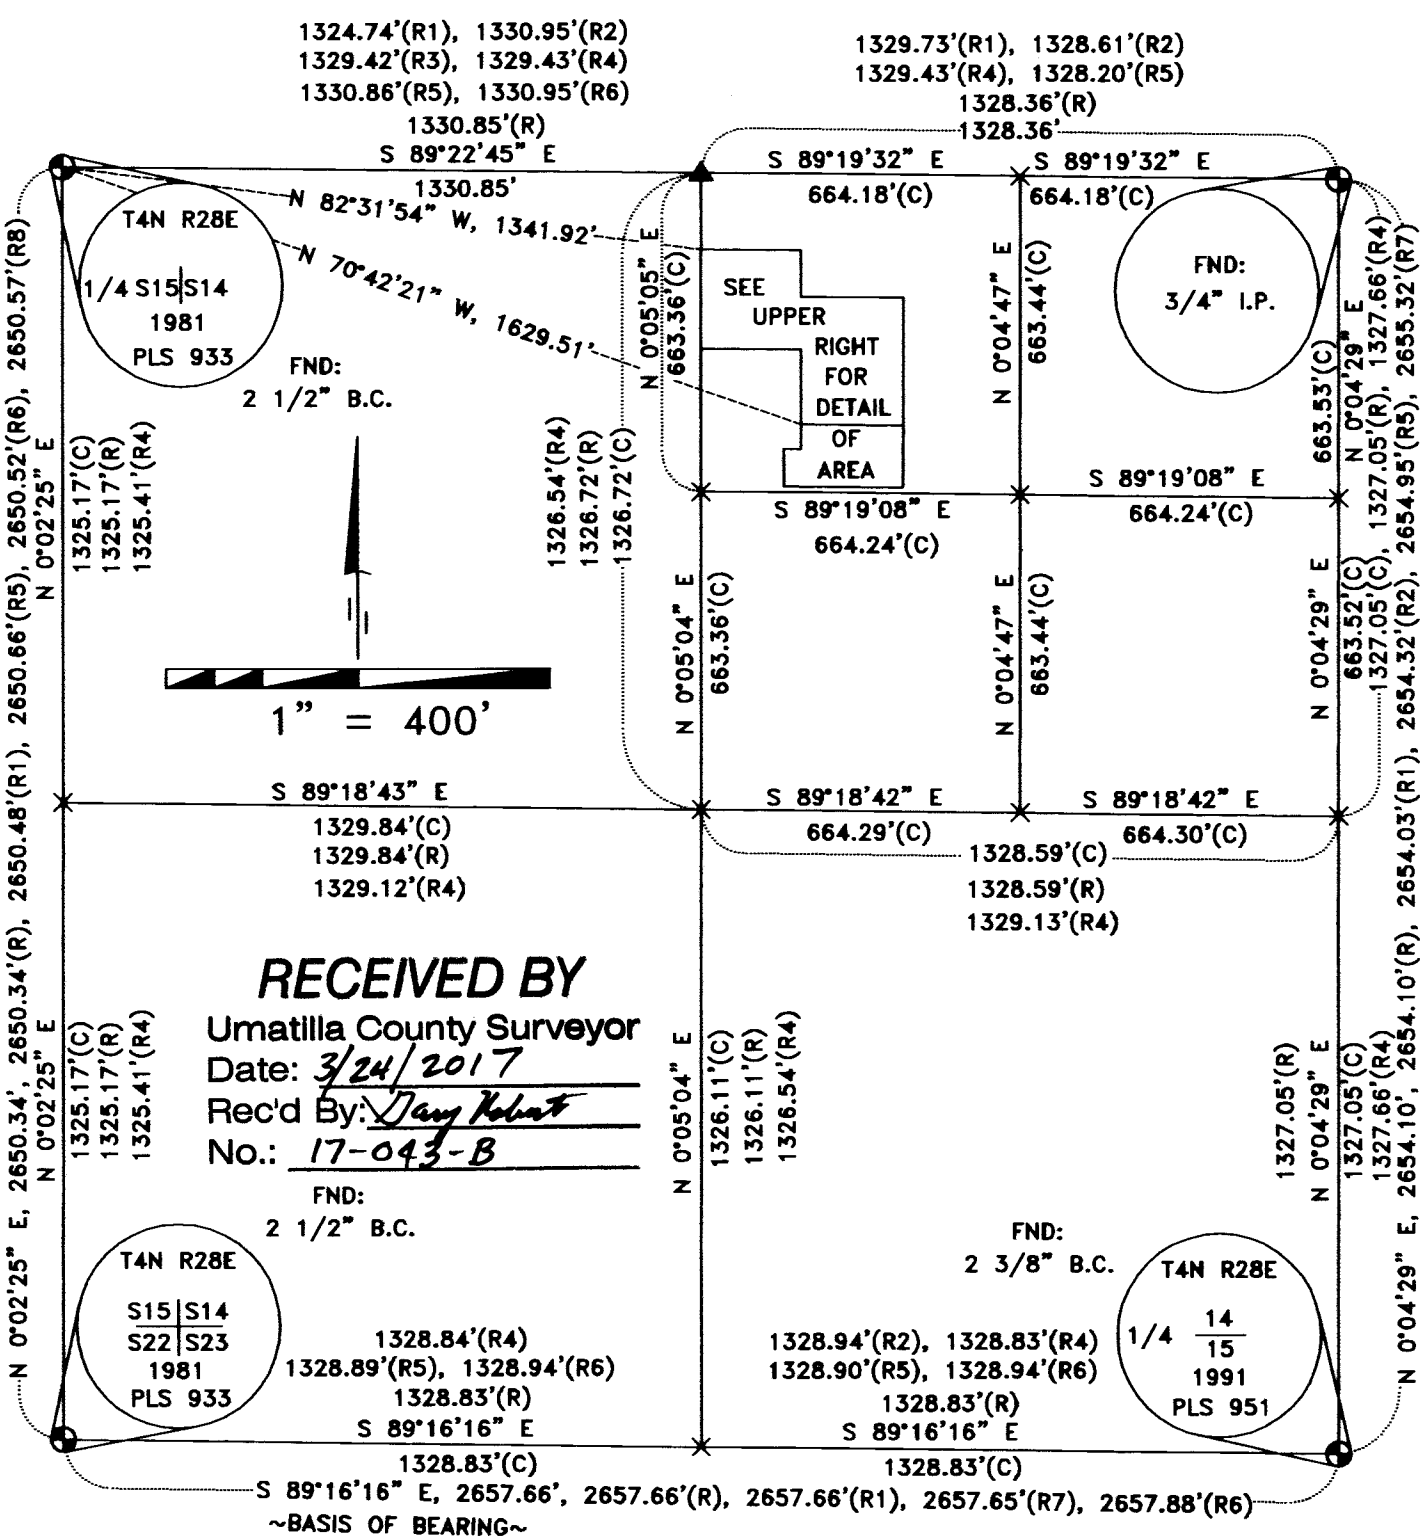 1324.74'(R1), 1330.95'(R2)
1329.42'(R3), 1329.43'(R4)
1330.86'(R5), 1330.95'(R6)
1330.85'(R)
S 89°22'45" E
1330.85'
1329.73'(R1), 1328.61'(R2)
1329.43'(R4), 1328.20'(R5)
1328.36'(R)
1328.36'
S 89°19'32" E
664.18'(C)
S 89°19'32" E
664.18'(C)
N 82°31'54" W, 1341.92'
N 70°42'21" W, 1629.51'
T4N R28E
1/4 S15 S14
1981
PLS 933
FND:
2 1/2" B.C.
N 0°05'05" E
663.36'(C)
SEE
UPPER
RIGHT
FOR
DETAIL
OF
AREA
N 0°04'47" E
663.44'(C)
FND:
3/4" I.P.
663.53'(C)
N 0°04'29" E
1327.05'(C), 1327.05'(R), 1327.66'(R4)
N 0°04'29" E, 2654.10', 2654.10'(R), 2654.03'(R1), 2654.32'(R2), 2654.95'(R5), 2655.32'(R7)
N 0°02'25" E, 2650.34', 2650.34'(R), 2650.48'(R1), 2650.66'(R5), 2650.52'(R6), 2650.57'(R8)
N 0°02'25" E
1325.17'(C)
1325.17'(R)
1325.41'(R4)
1326.54'(R4)
1326.72'(R)
1326.72'(C)
S 89°19'08" E
664.24'(C)
S 89°19'08" E
664.24'(C)
1" = 400'
N 0°05'04" E
663.36'(C)
N 0°04'47" E
663.44'(C)
N 0°04'29" E
663.52'(C)
S 89°18'43" E
1329.84'(C)
1329.84'(R)
1329.12'(R4)
S 89°18'42" E
664.29'(C)
S 89°18'42" E
664.30'(C)
1328.59'(C)
1328.59'(R)
1329.13'(R4)
RECEIVED BY
Umatilla County Surveyor
Date: 3/24/2017
Rec'd By: Gary
No.: 17-043-B
N 0°02'25" E
1325.17'(C)
1325.17'(R)
1325.41'(R4)
N 0°05'04" E
1326.11'(C)
1326.11'(R)
1326.54'(R4)
1327.05'(R)
N 0°04'29" E
1327.05'(C)
1327.66'(R4)
FND:
2 1/2" B.C.
T4N R28E
S15 S14
S22 S23
1981
PLS 933
FND:
2 3/8" B.C.
T4N R28E
1/4 14
15
1991
PLS 951
1328.84'(R4)
1328.89'(R5), 1328.94'(R6)
1328.83'(R)
S 89°16'16" E
1328.83'(C)
1328.94'(R2), 1328.83'(R4)
1328.90'(R5), 1328.94'(R6)
1328.83'(R)
S 89°16'16" E
1328.83'(C)
S 89°16'16" E, 2657.66', 2657.66'(R), 2657.66'(R1), 2657.65'(R7), 2657.88'(R6)
~BASIS OF BEARING~